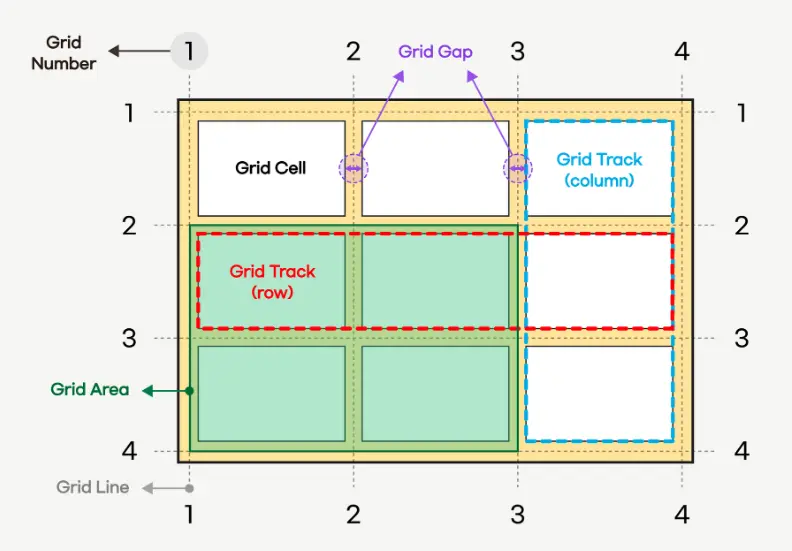 Grid
Number
1
2
3
4
Grid Gap
1
1
Grid Cell
Grid Track
(column)
2
2
Grid Track
(row)
3
3
Grid Area
4
4
Grid Line
1
2
3
4